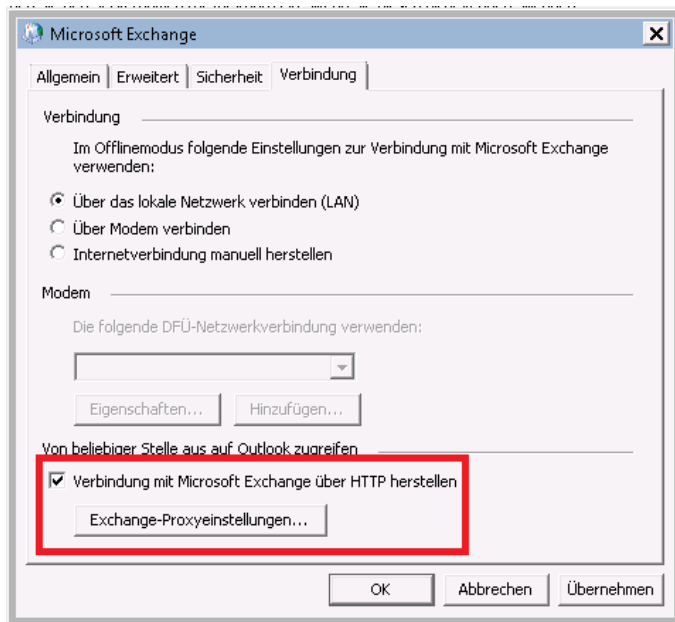 Microsoft Exchange
Allgemein Erweitert Sicherheit Verbindung
Verbindung
Im Offlinemodus folgende Einstellungen zur Verbindung mit Microsoft Exchange
verwenden:
Über das lokale Netzwerk verbinden (LAN)
Über Modem verbinden
Internetverbindung manuell herstellen
Modem
Die folgende DFÜ-Netzwerkverbindung verwenden:
Eigenschaften... Hinzufügen...
Von beliebiger Stelle aus auf Outlook zugreifen
Verbindung mit Microsoft Exchange über HTTP herstellen
Exchange-Proxyeinstellungen...
OK Abbrechen Übernehmen